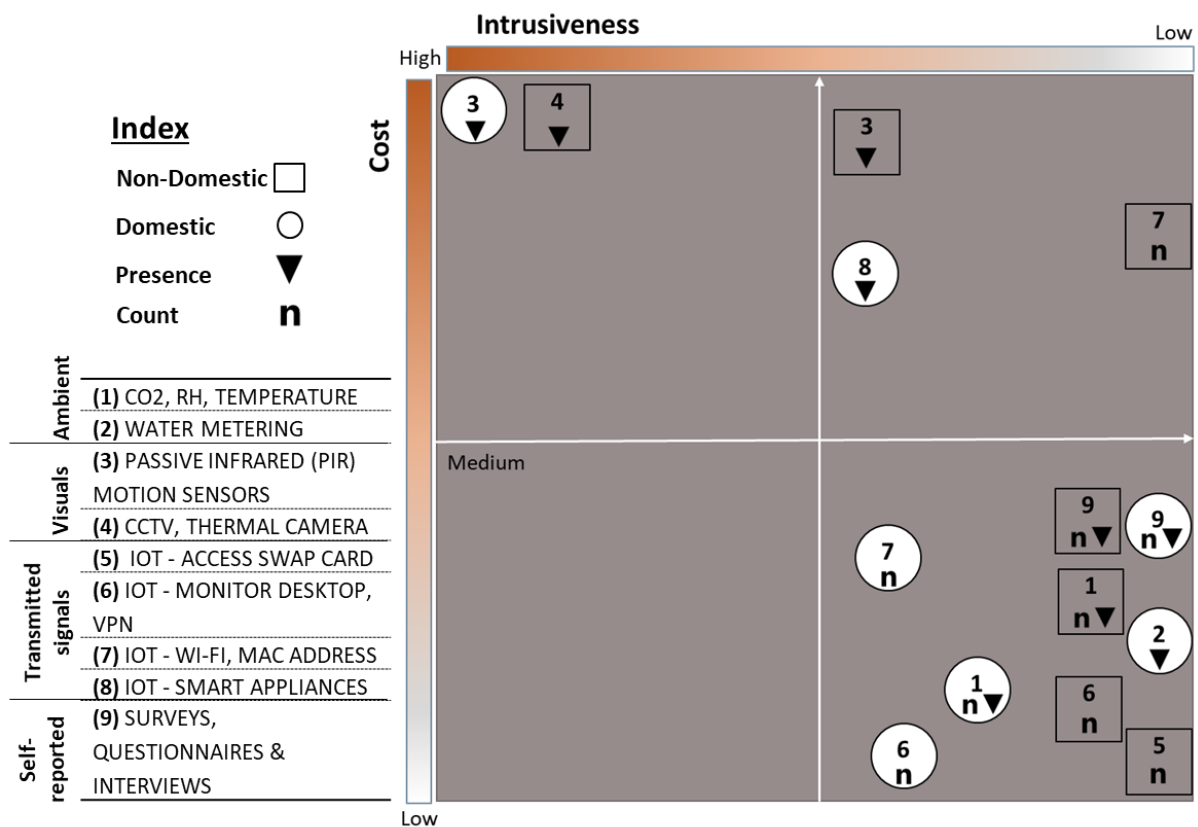 Intrusiveness
High
Low
Cost
Index
Non-Domestic
Domestic
Presence
Count n
Ambient
(1) CO2, RH, TEMPERATURE
(2) WATER METERING
Visuals
(3) PASSIVE INFRARED (PIR)
MOTION SENSORS
(4) CCTV, THERMAL CAMERA
Transmitted
signals
(5) IOT - ACCESS SWAP CARD
(6) IOT - MONITOR DESKTOP,
VPN
(7) IOT - WI-FI, MAC ADDRESS
(8) IOT - SMART APPLIANCES
Self-
reported
(9) SURVEYS,
QUESTIONNAIRES &
INTERVIEWS
3
4
3
7
n
8
Medium
9
n
9
n
7
n
1
n
2
1
n
6
n
6
n
5
n
Low